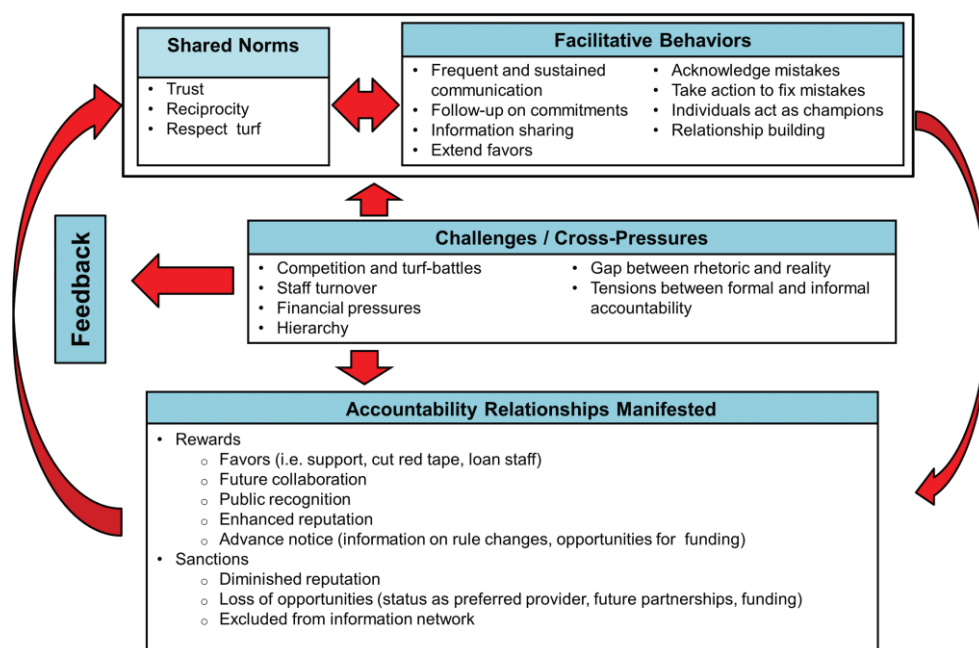 Shared Norms
• Trust
• Reciprocity
• Respect turf
Facilitative Behaviors
• Frequent and sustained
communication
• Follow-up on commitments
• Information sharing
• Extend favors
• Acknowledge mistakes
• Take action to fix mistakes
• Individuals act as champions
• Relationship building
Feedback
Challenges / Cross-Pressures
• Competition and turf-battles
• Staff turnover
• Financial pressures
• Hierarchy
• Gap between rhetoric and reality
• Tensions between formal and informal
accountability
Accountability Relationships Manifested
• Rewards
o Favors (i.e. support, cut red tape, loan staff)
o Future collaboration
o Public recognition
o Enhanced reputation
o Advance notice (information on rule changes, opportunities for funding)
• Sanctions
o Diminished reputation
o Loss of opportunities (status as preferred provider, future partnerships, funding)
o Excluded from information network